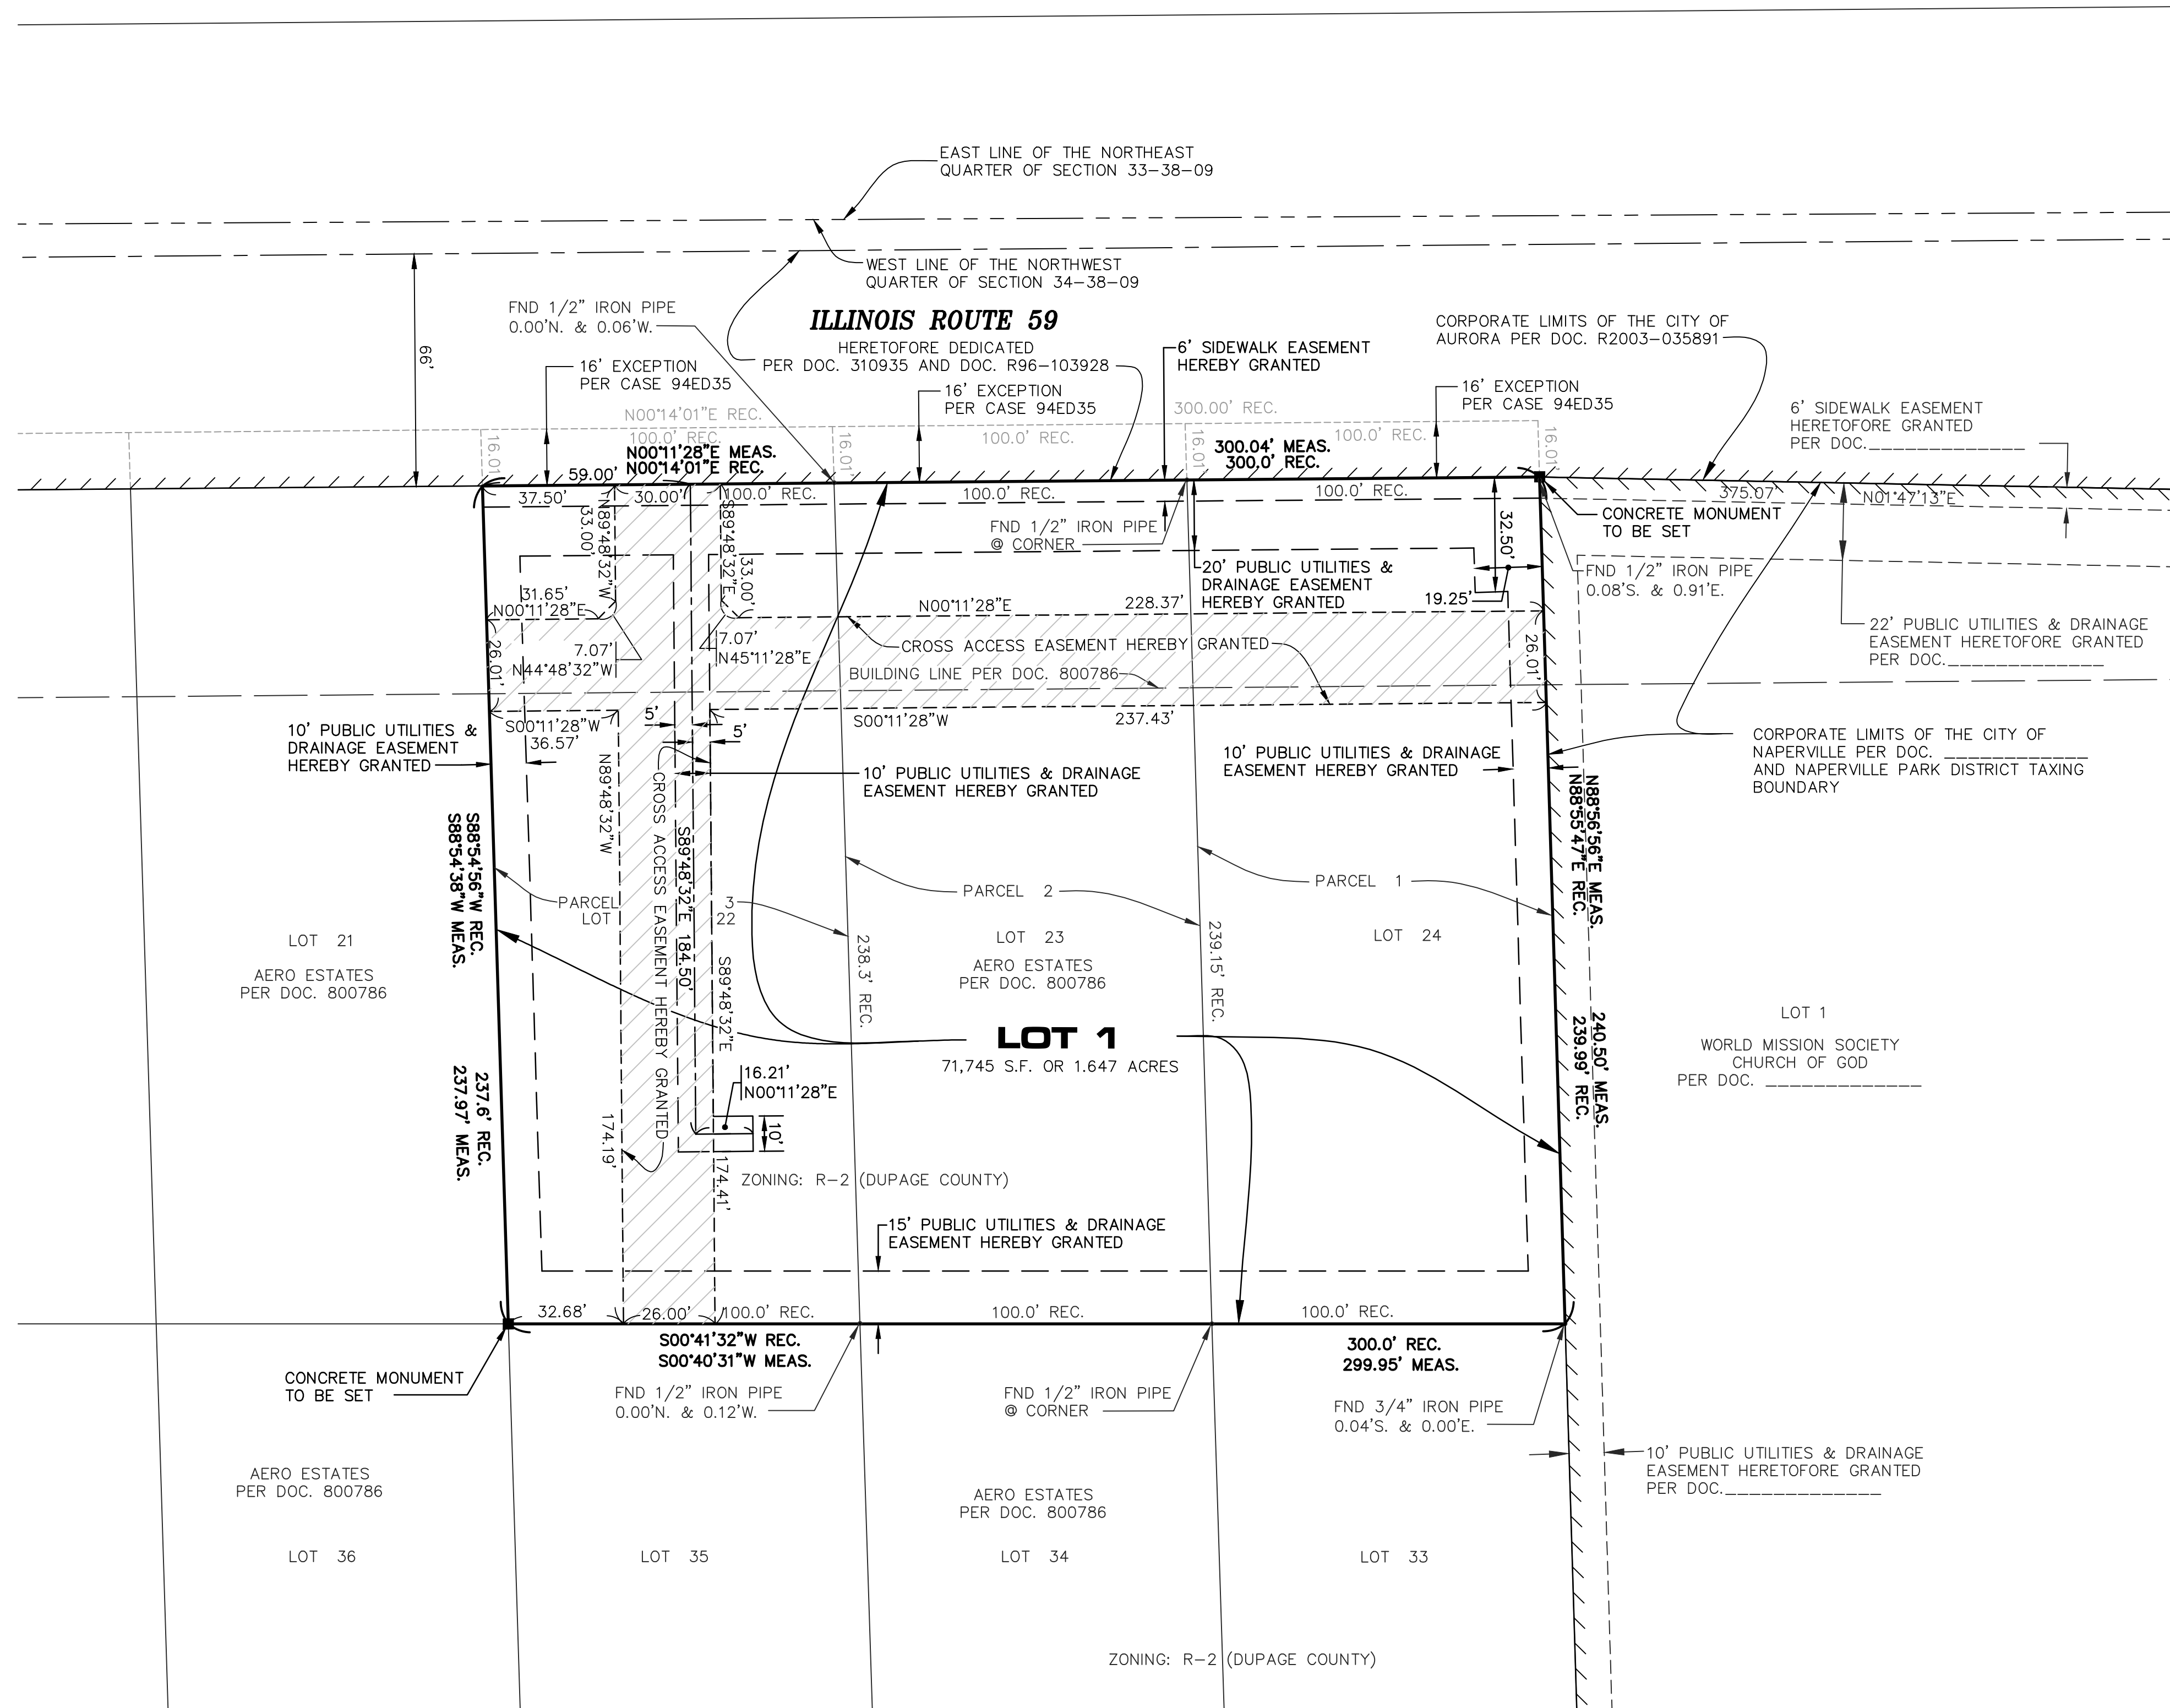 EAST LINE OF THE NORTHEAST
QUARTER OF SECTION 33-38-09
WEST LINE OF THE NORTHWEST
QUARTER OF SECTION 34-38-09
66'
FND 1/2" IRON PIPE
0.00'N. & 0.06'W.
ILLINOIS ROUTE 59
HERETOFORE DEDICATED
PER DOC. 310935 AND DOC. R96-103928
6' SIDEWALK EASEMENT
HEREBY GRANTED
CORPORATE LIMITS OF THE CITY OF
AURORA PER DOC. R2003-035891
16' EXCEPTION
PER CASE 94ED35
16' EXCEPTION
PER CASE 94ED35
16' EXCEPTION
PER CASE 94ED35
6' SIDEWALK EASEMENT
HERETOFORE GRANTED
PER DOC._____________
N00°14'01"E REC.
300.00' REC.
100.0' REC.
100.0' REC.
100.0' REC.
16.01'
16.01'
16.01'
16.01'
N00°11'28"E MEAS.
N00°14'01"E REC.
300.04' MEAS.
300.0' REC.
59.00'
37.50'
30.00'
100.0' REC.
100.0' REC.
100.0' REC.
375.07'
N01°47'13"E
CONCRETE MONUMENT
TO BE SET
FND 1/2" IRON PIPE
@ CORNER
33.00'
N89°48'32"W
S89°48'32"E
33.00'
32.50'
20' PUBLIC UTILITIES &
DRAINAGE EASEMENT
HEREBY GRANTED
19.25'
FND 1/2" IRON PIPE
0.08'S. & 0.91'E.
31.65'
N00°11'28"E
N00°11'28"E
228.37'
22' PUBLIC UTILITIES & DRAINAGE
EASEMENT HERETOFORE GRANTED
PER DOC._____________
7.07'
N44°48'32"W
7.07'
N45°11'28"E
CROSS ACCESS EASEMENT HEREBY GRANTED
BUILDING LINE PER DOC. 800786
26.01'
26.01'
S00°11'28"W
36.57'
5'
5'
S00°11'28"W
237.43'
10' PUBLIC UTILITIES &
DRAINAGE EASEMENT
HEREBY GRANTED
10' PUBLIC UTILITIES & DRAINAGE
EASEMENT HEREBY GRANTED
10' PUBLIC UTILITIES & DRAINAGE
EASEMENT HEREBY GRANTED
CORPORATE LIMITS OF THE CITY OF
NAPERVILLE PER DOC. ____________
AND NAPERVILLE PARK DISTRICT TAXING
BOUNDARY
N89°48'32"W
CROSS ACCESS EASEMENT HEREBY GRANTED
S89°48'32"E 184.50'
S89°48'32"E
S88°54'56"W REC.
S88°54'38"W MEAS.
N88°56'56"E MEAS.
N88°55'47"E REC.
PARCEL 3
LOT 22
PARCEL 2
PARCEL 1
LOT 21
AERO ESTATES
PER DOC. 800786
LOT 23
AERO ESTATES
PER DOC. 800786
LOT 24
238.3' REC.
239.15' REC.
LOT 1
WORLD MISSION SOCIETY
CHURCH OF GOD
PER DOC. _____________
LOT 1
71,745 S.F. OR 1.647 ACRES
237.6' REC.
237.97' MEAS.
240.50' MEAS.
239.99' REC.
16.21'
N00°11'28"E
10'
174.19'
174.41'
ZONING: R-2 (DUPAGE COUNTY)
15' PUBLIC UTILITIES & DRAINAGE
EASEMENT HEREBY GRANTED
32.68'
26.00'
100.0' REC.
100.0' REC.
100.0' REC.
S00°41'32"W REC.
S00°40'31"W MEAS.
300.0' REC.
299.95' MEAS.
CONCRETE MONUMENT
TO BE SET
FND 1/2" IRON PIPE
0.00'N. & 0.12'W.
FND 1/2" IRON PIPE
@ CORNER
FND 3/4" IRON PIPE
0.04'S. & 0.00'E.
10' PUBLIC UTILITIES & DRAINAGE
EASEMENT HERETOFORE GRANTED
PER DOC._____________
AERO ESTATES
PER DOC. 800786
AERO ESTATES
PER DOC. 800786
LOT 36
LOT 35
LOT 34
LOT 33
ZONING: R-2 (DUPAGE COUNTY)